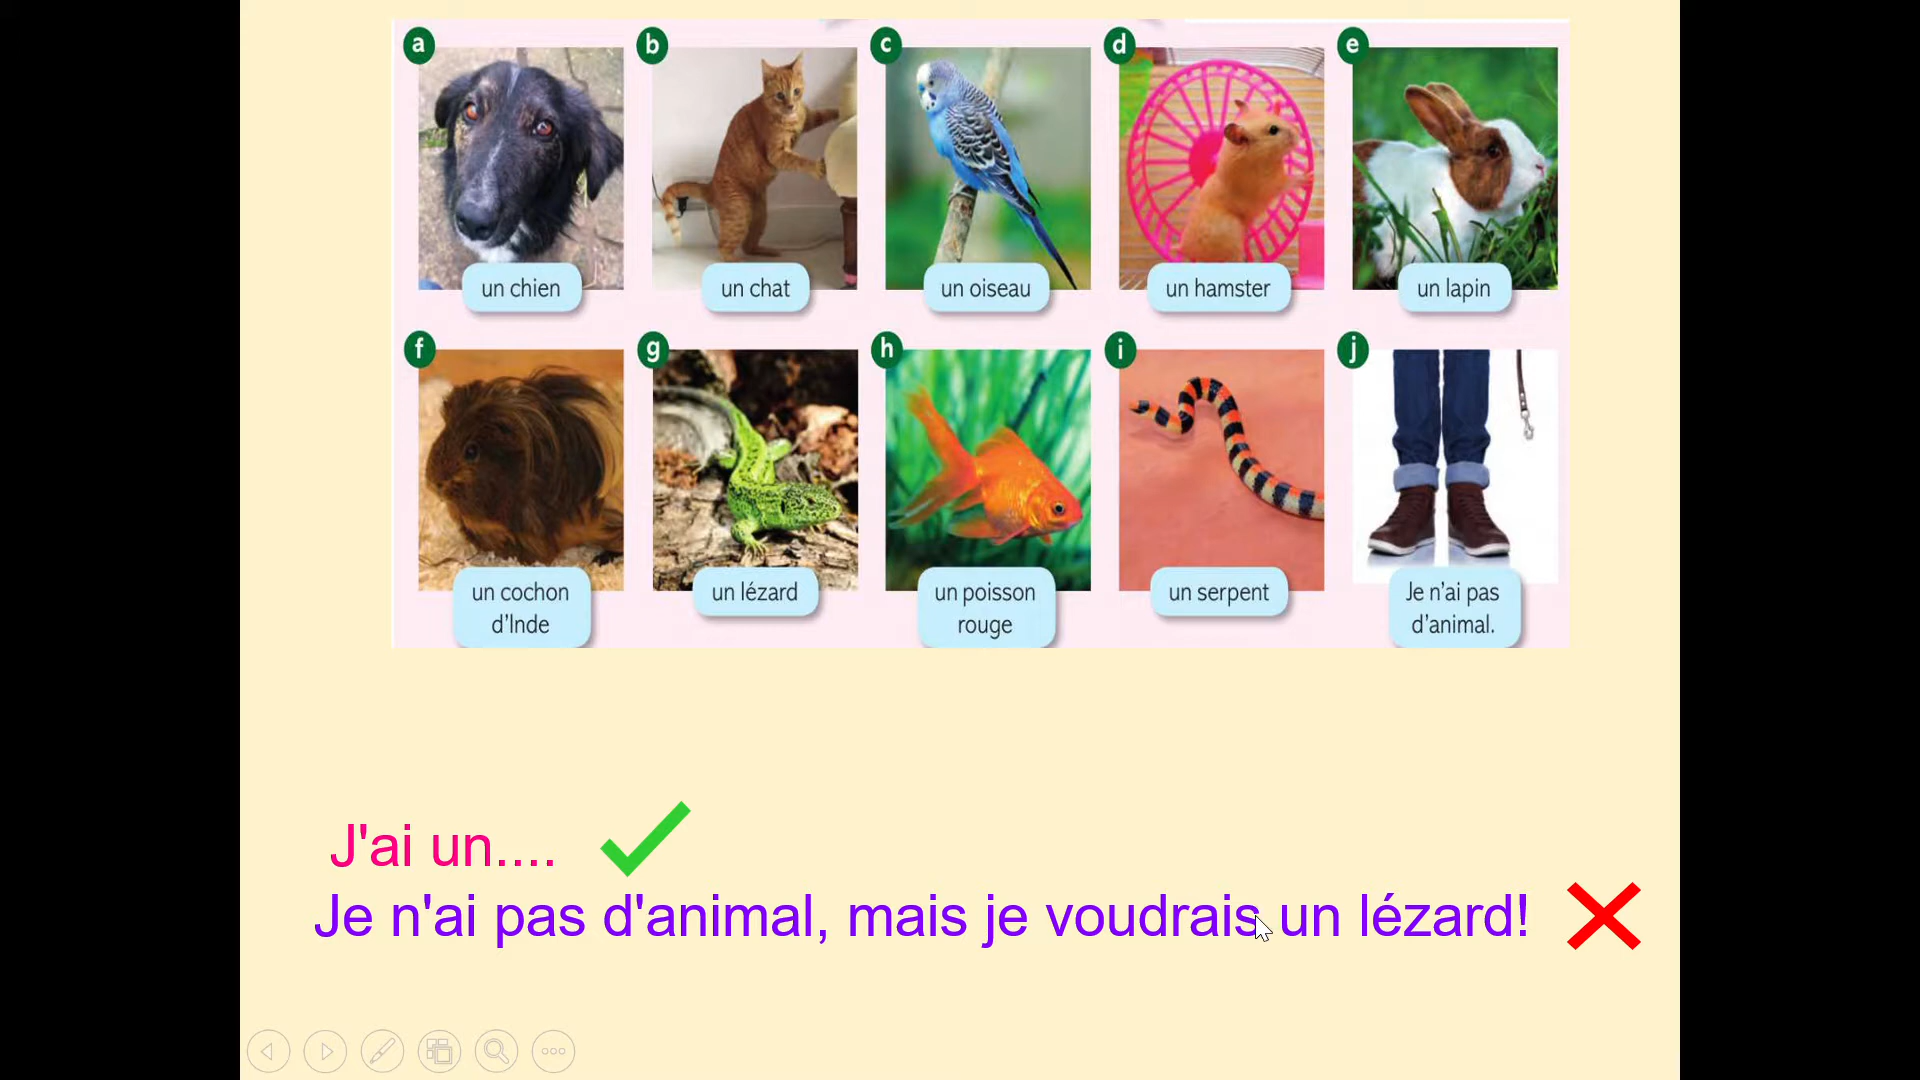 a
b
c
d
e
un chien
un chat
un oiseau
un hamster
un lapin
f
g
h
i
j
un cochon
d'Inde
un lézard
un poisson
rouge
un serpent
Je n'ai pas
d'animal.
J'ai un....
Je n'ai pas d'animal, mais je voudrais un lézard!